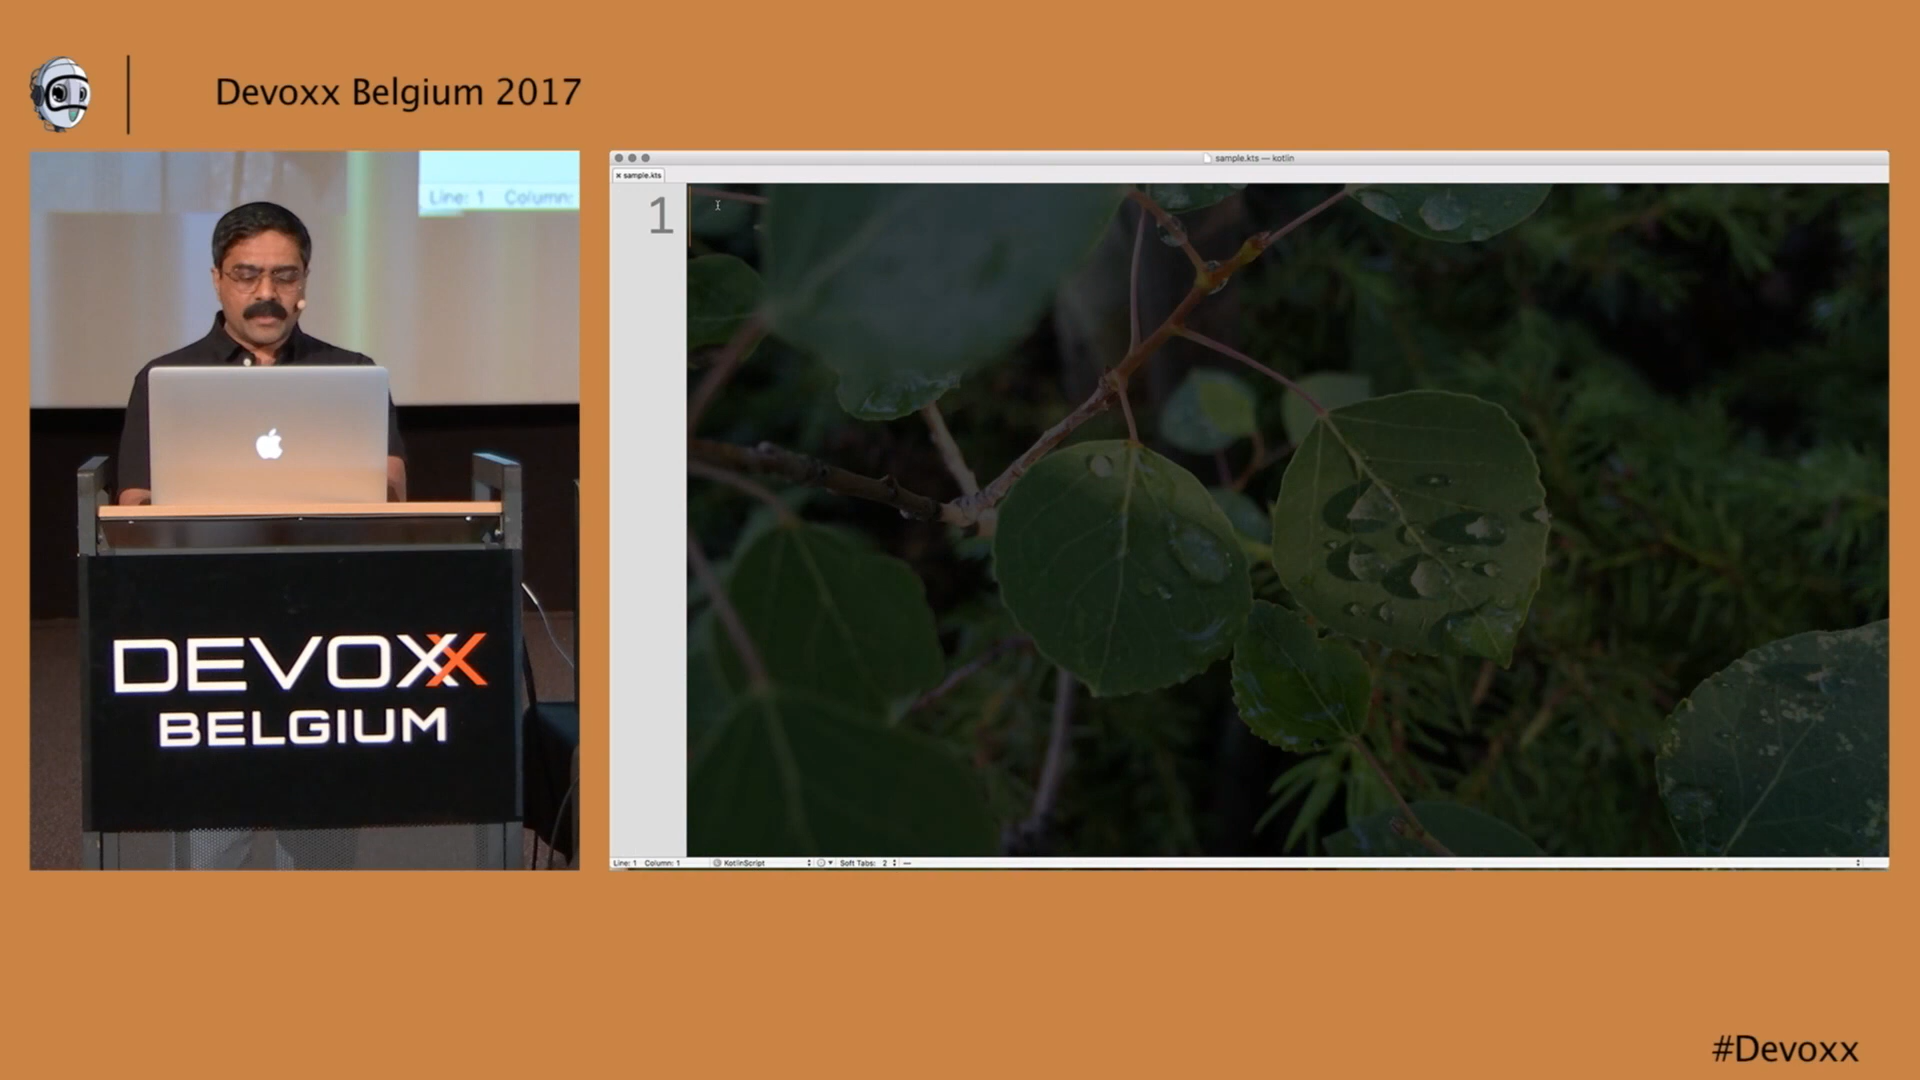 Devoxx Belgium 2017
Line: 1 Column:
DEVOXX
BELGIUM
sample.kts — kotlin
× sample.kts
1
Line: 1 Column: 1 KotlinScript Soft Tabs: 2 —
#Devoxx